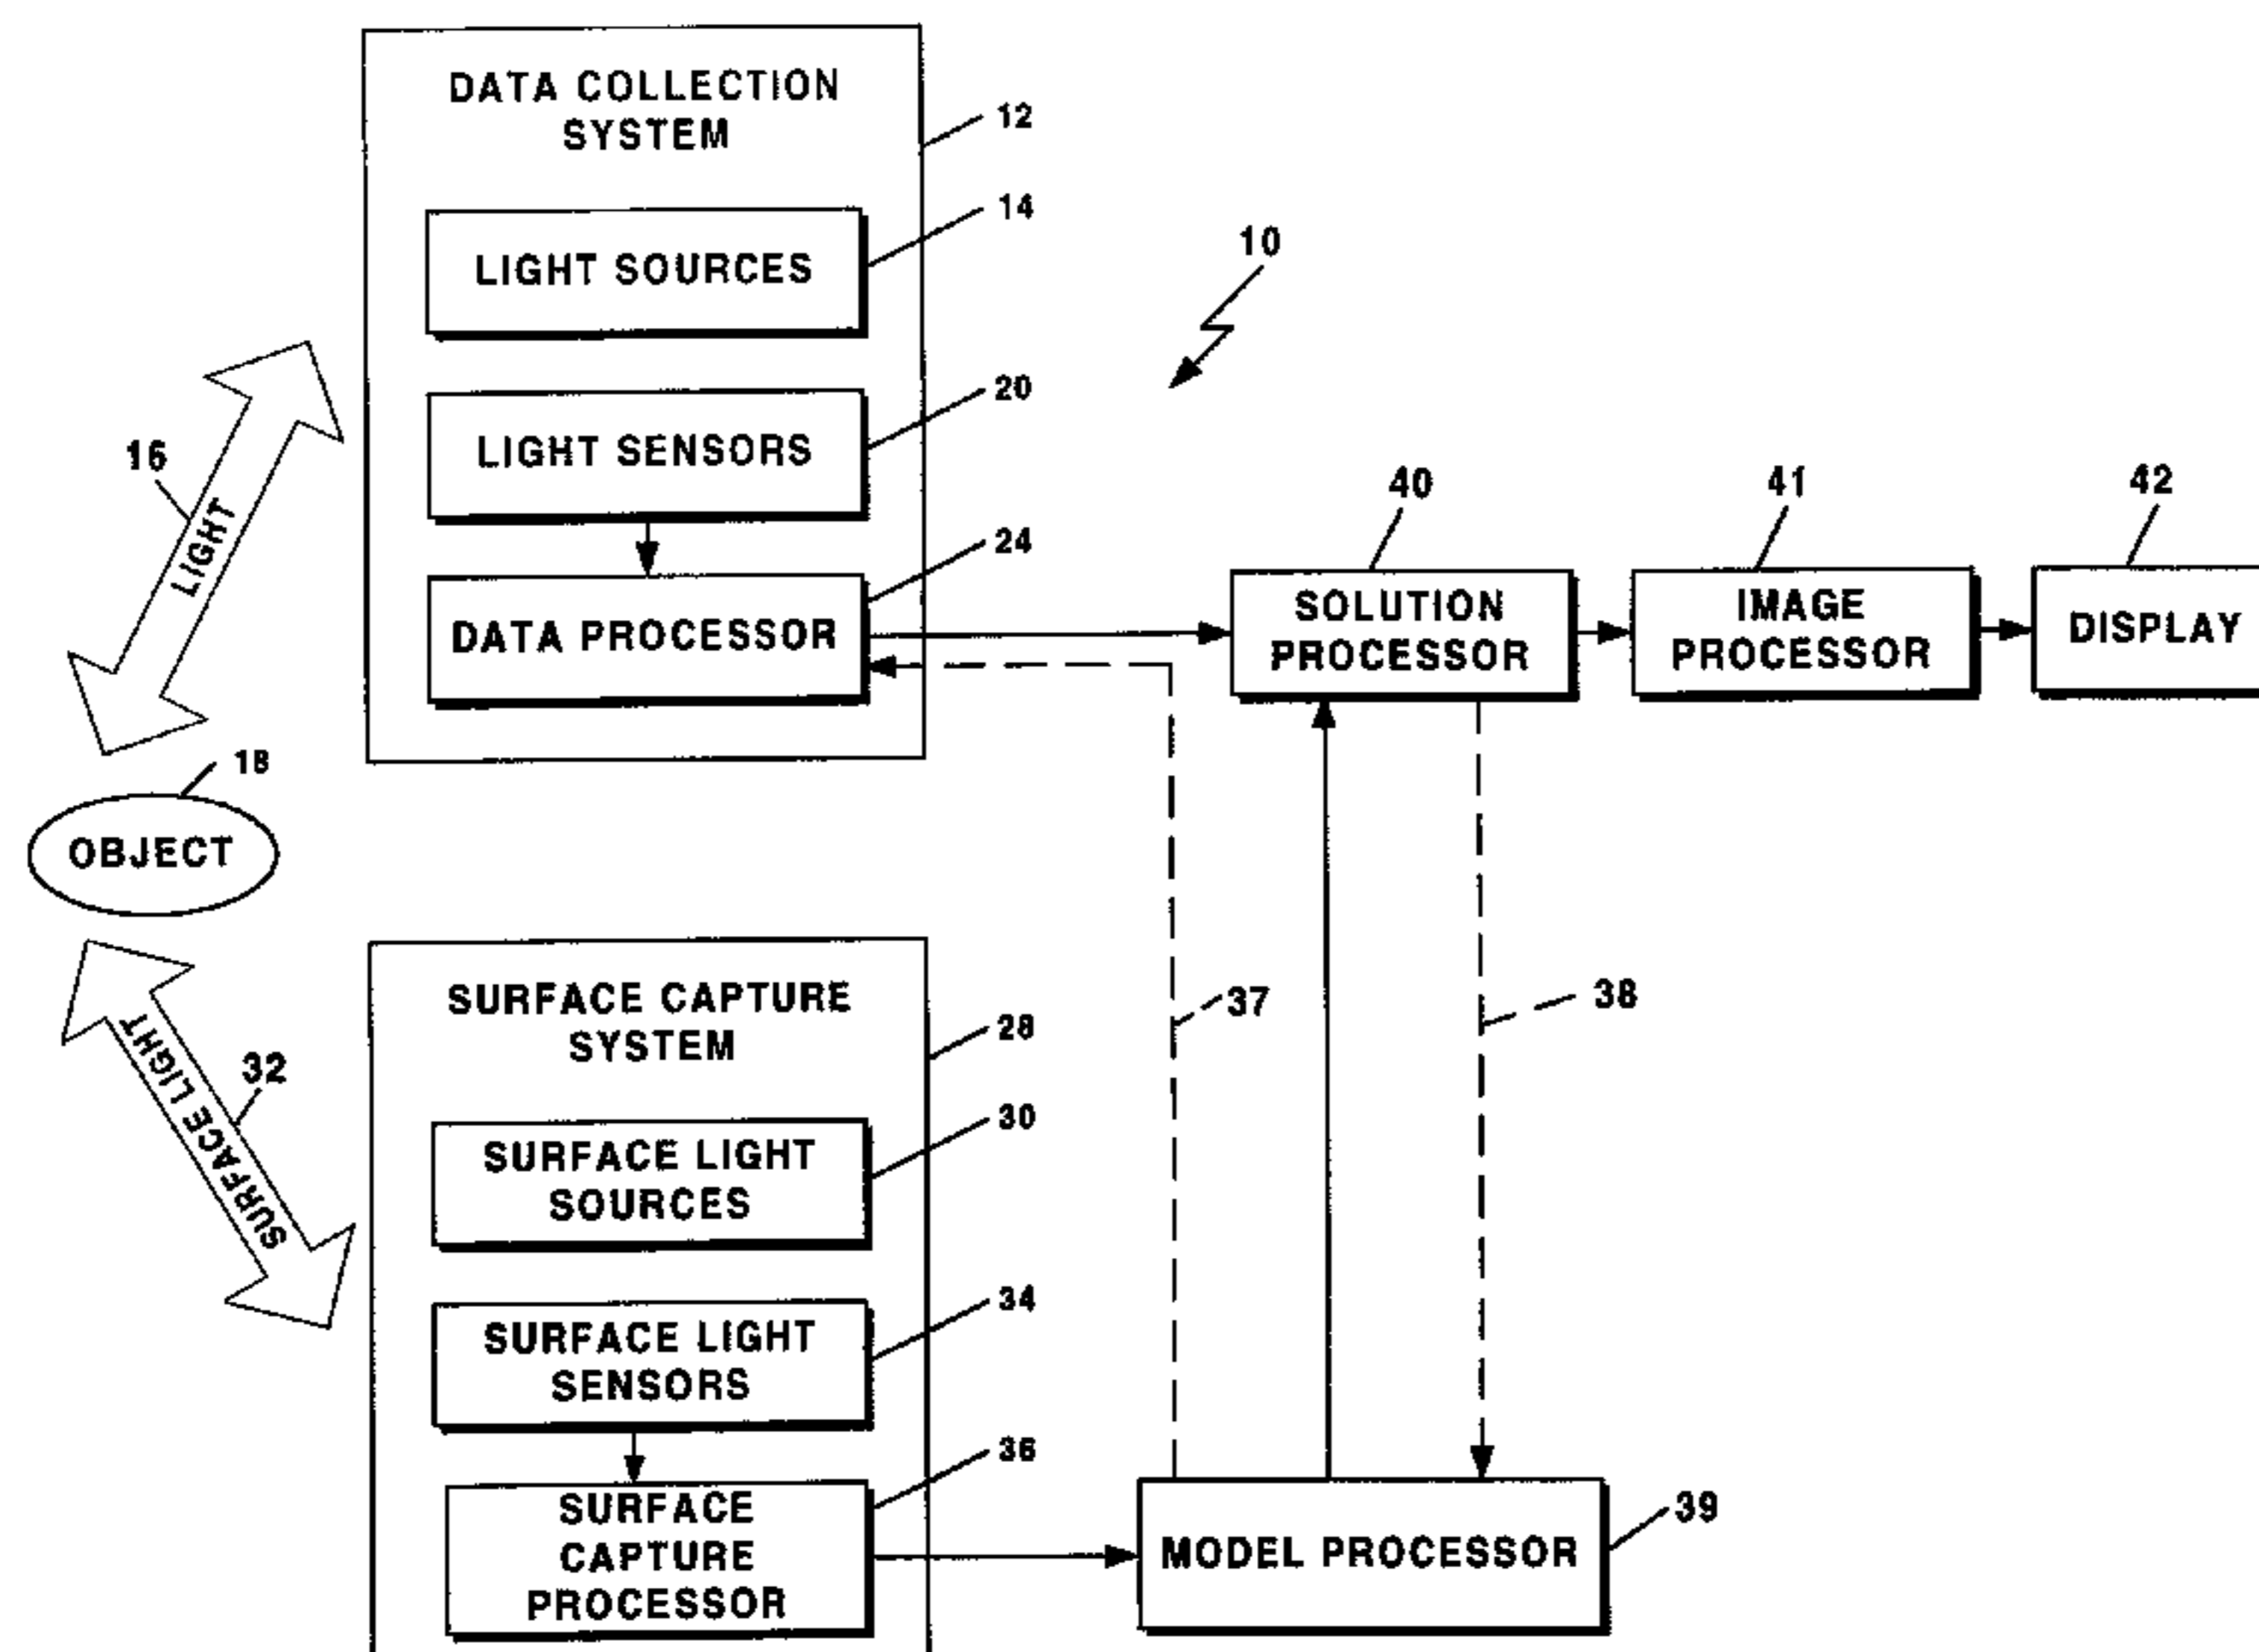 DATA COLLECTION
SYSTEM
12
LIGHT SOURCES
14
10
LIGHT SENSORS
20
16
LIGHT
DATA PROCESSOR
24
40
SOLUTION
PROCESSOR
41
IMAGE
PROCESSOR
42
DISPLAY
18
OBJECT
SURFACE CAPTURE
SYSTEM
28
37
38
32
SURFACE LIGHT
SURFACE LIGHT
SOURCES
30
SURFACE LIGHT
SENSORS
34
SURFACE
CAPTURE
PROCESSOR
36
MODEL PROCESSOR
39